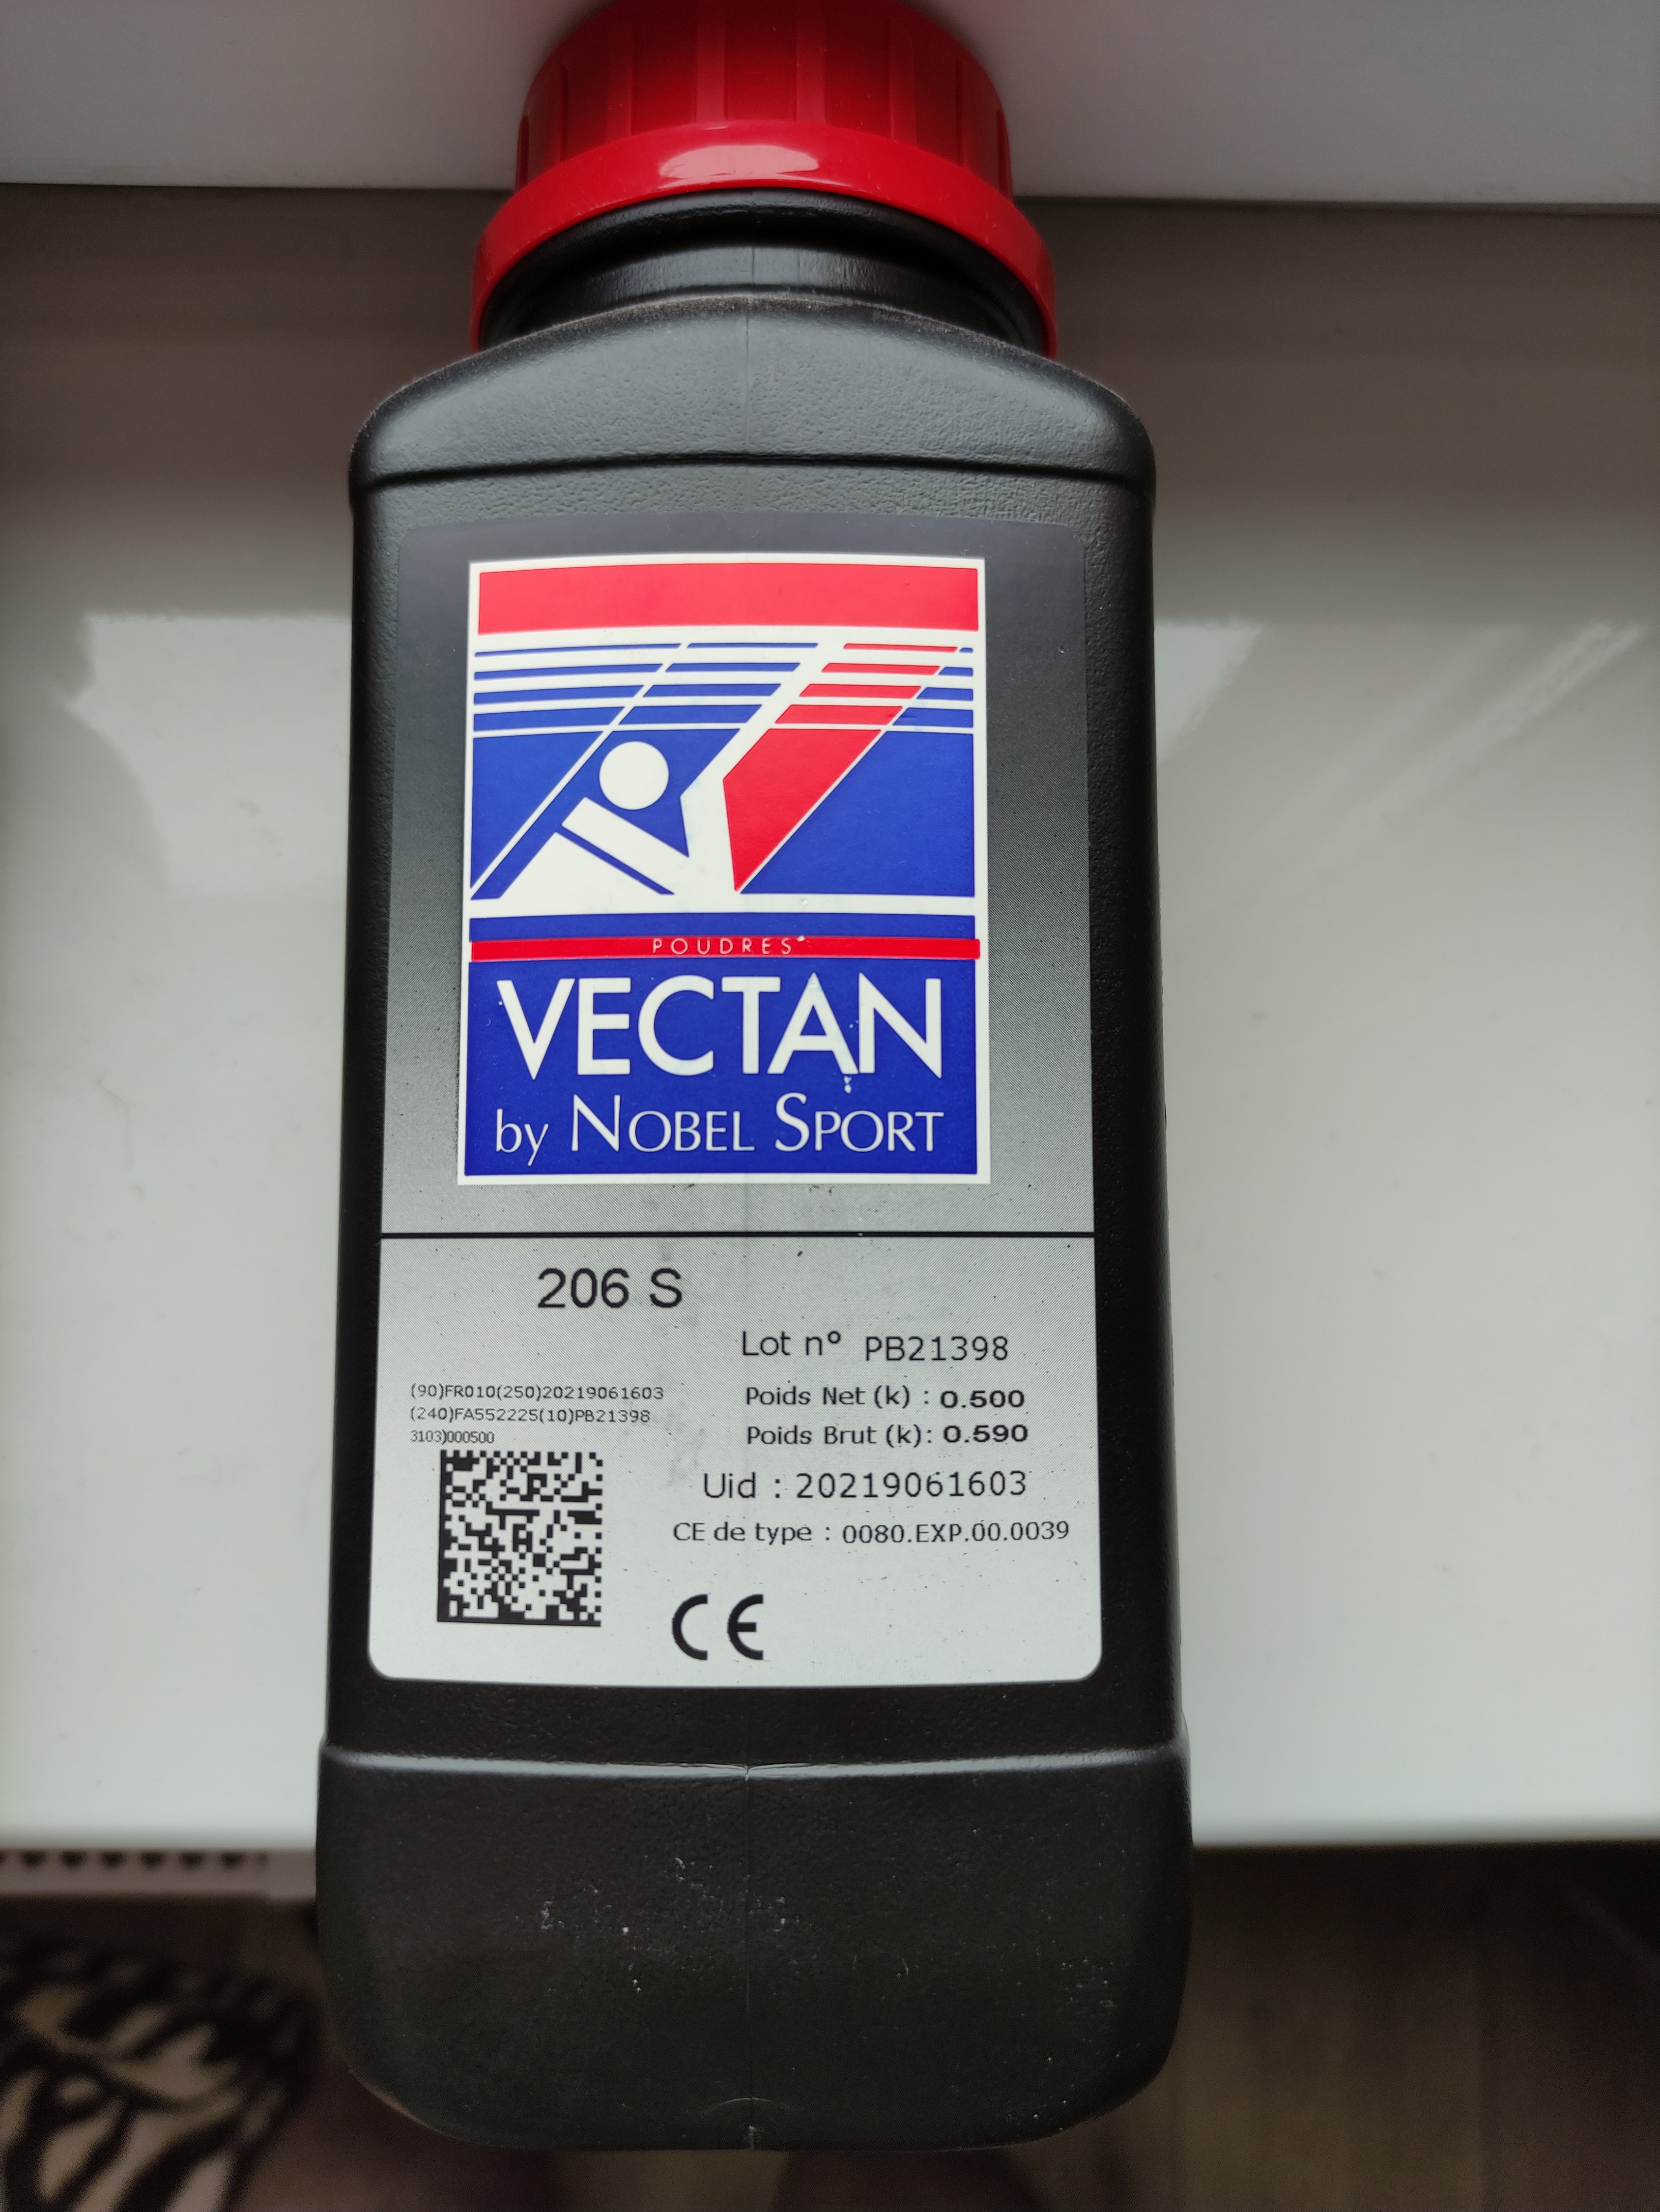 POUDRES
VECTAN
by NOBEL SPORT
206 S
Lot n° PB21398
(90)FR010(250)20219061603
(240)FA552225(10)PB21398
3103)000500
Poids Net (k) : 0.500
Poids Brut (k): 0.590
Uid : 20219061603
CE de type : 0080.EXP.00.0039
CE